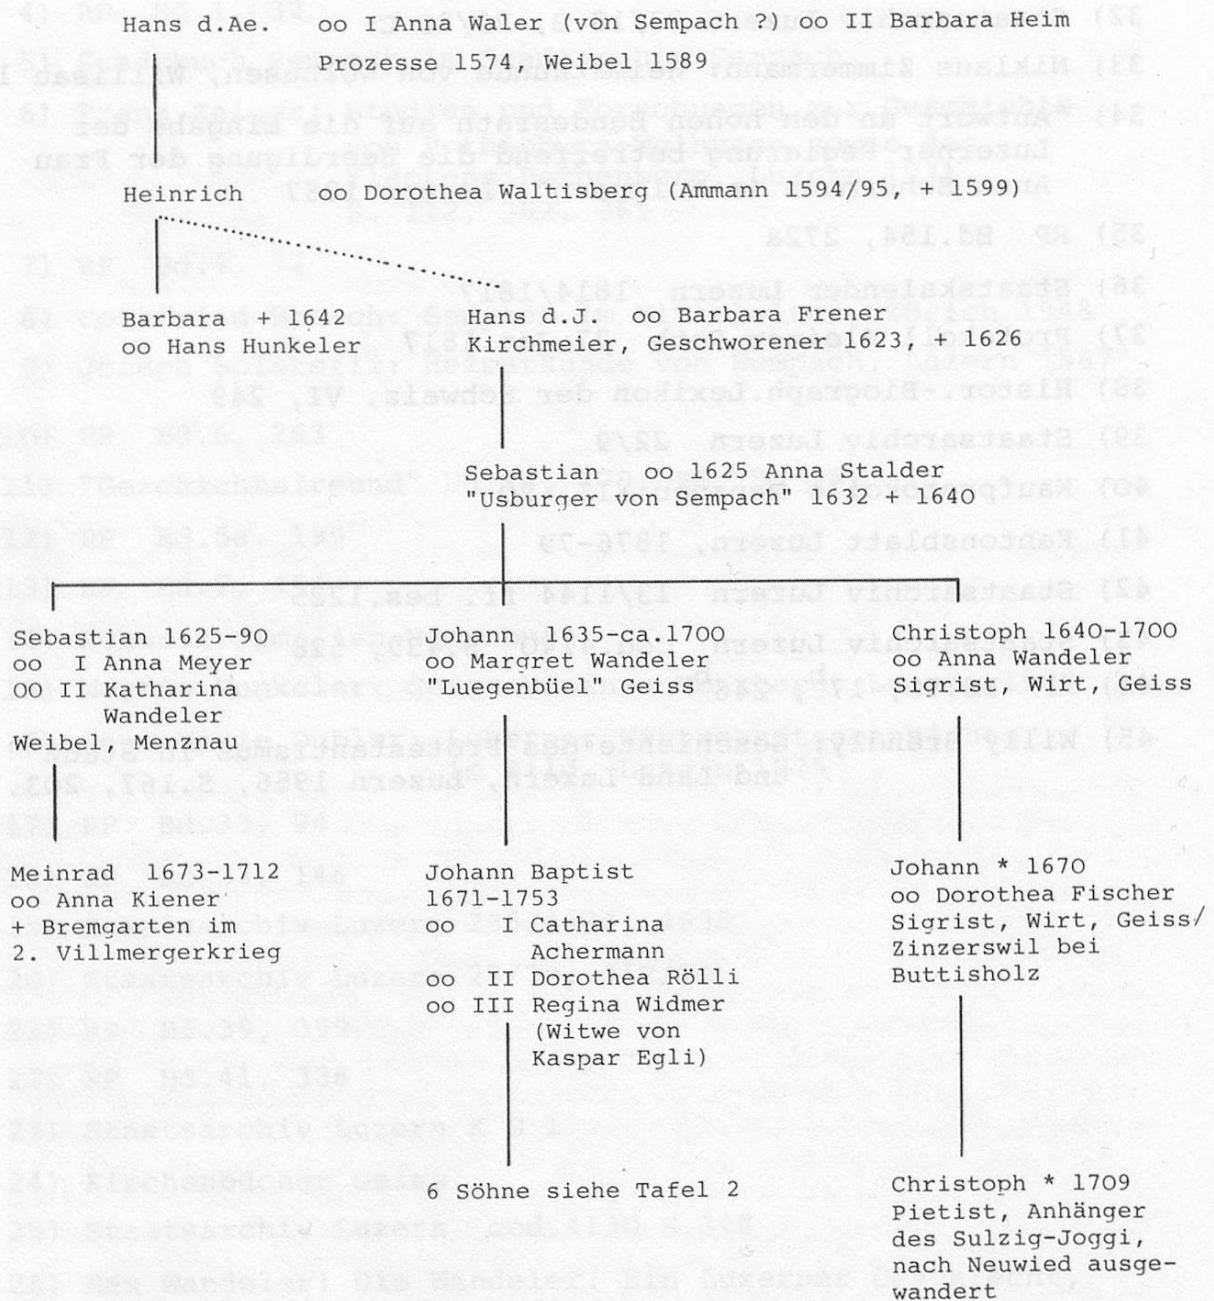 Hans d.Ae. oo I Anna Waler (von Sempach ?) oo II Barbara Heim
Prozesse 1574, Weibel 1589
Heinrich oo Dorothea Waltisberg (Ammann 1594/95, + 1599)
Barbara + 1642
oo Hans Hunkeler
Hans d.J. oo Barbara Frener
Kirchmeier, Geschworener 1623, + 1626
Sebastian oo 1625 Anna Stalder
"Usburger von Sempach" 1632 + 1640
Sebastian 1625-90
oo I Anna Meyer
oo II Katharina
Wandeler
Weibel, Menznau
Johann 1635-ca.1700
oo Margret Wandeler
"Luegenbüel" Geiss
Christoph 1640-1700
oo Anna Wandeler
Sigrist, Wirt, Geiss
Meinrad 1673-1712
oo Anna Kiener
+ Bremgarten im
2. Villmergerkrieg
Johann Baptist
1671-1753
oo I Catharina
Achermann
oo II Dorothea Rölli
oo III Regina Widmer
(Witwe von
Kaspar Egli)
Johann * 1670
oo Dorothea Fischer
Sigrist, Wirt, Geiss/
Zinzerswil bei
Buttisholz
6 Söhne siehe Tafel 2
Christoph * 1709
Pietist, Anhänger
des Sulzig-Joggi,
nach Neuwied ausge-
wandert